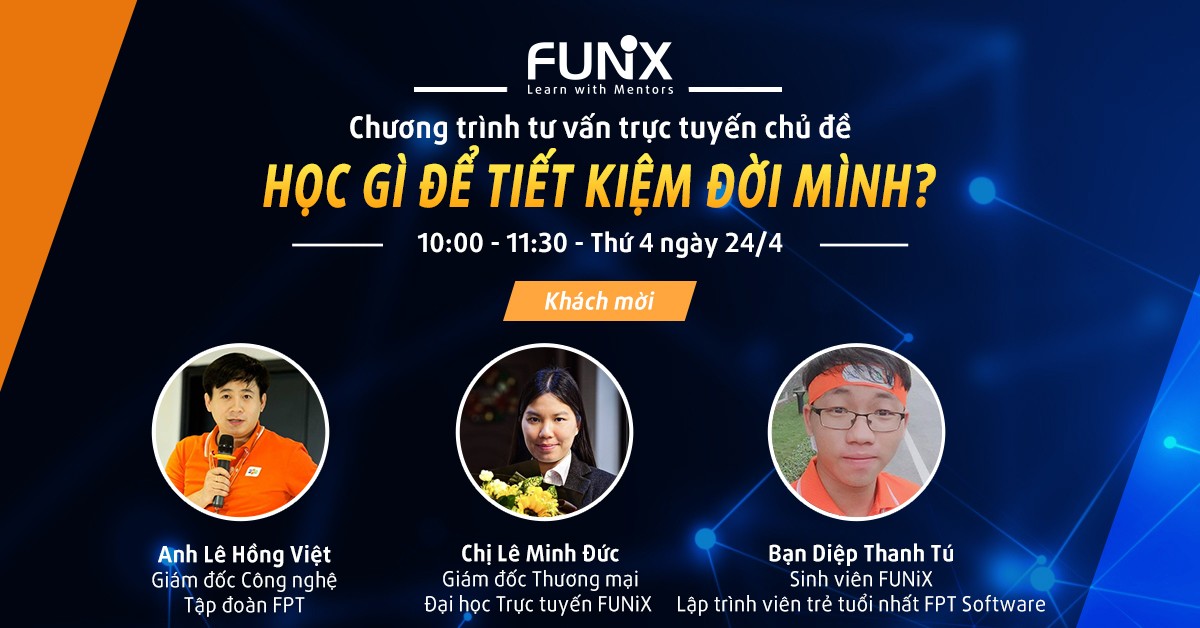 FUNiX
Learn with Mentors
Chương trình tư vấn trực tuyến chủ đề
HỌC GÌ ĐỂ TIẾT KIỆM ĐỜI MÌNH?
10:00 - 11:30 - Thứ 4 ngày 24/4
Khách mời
Anh Lê Hồng Việt
Giám đốc Công nghệ
Tập đoàn FPT
Chị Lê Minh Đức
Giám đốc Thương mại
Đại học Trực tuyến FUNiX
Bạn Diệp Thanh Tú
Sinh viên FUNiX
Lập trình viên trẻ tuổi nhất FPT Software